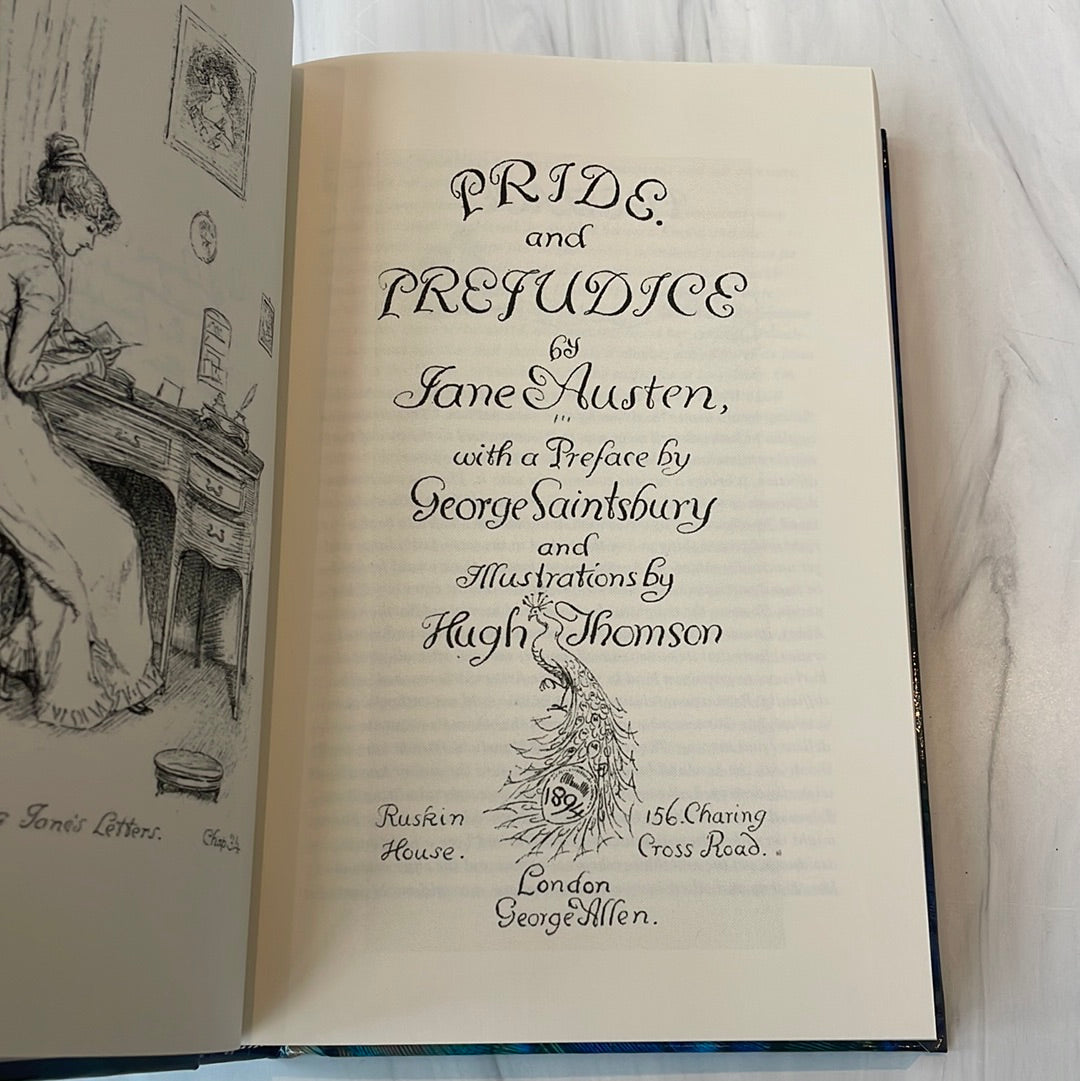 Jane's Letters.
Chap 34
PRIDE.
and
PREJUDICE
by
Jane Austen,
with a Preface by
George Saintsbury
and
Illustrations by
Hugh Thomson
1894
Ruskin
House.
156. Charing
Cross Road.
London
George Allen.